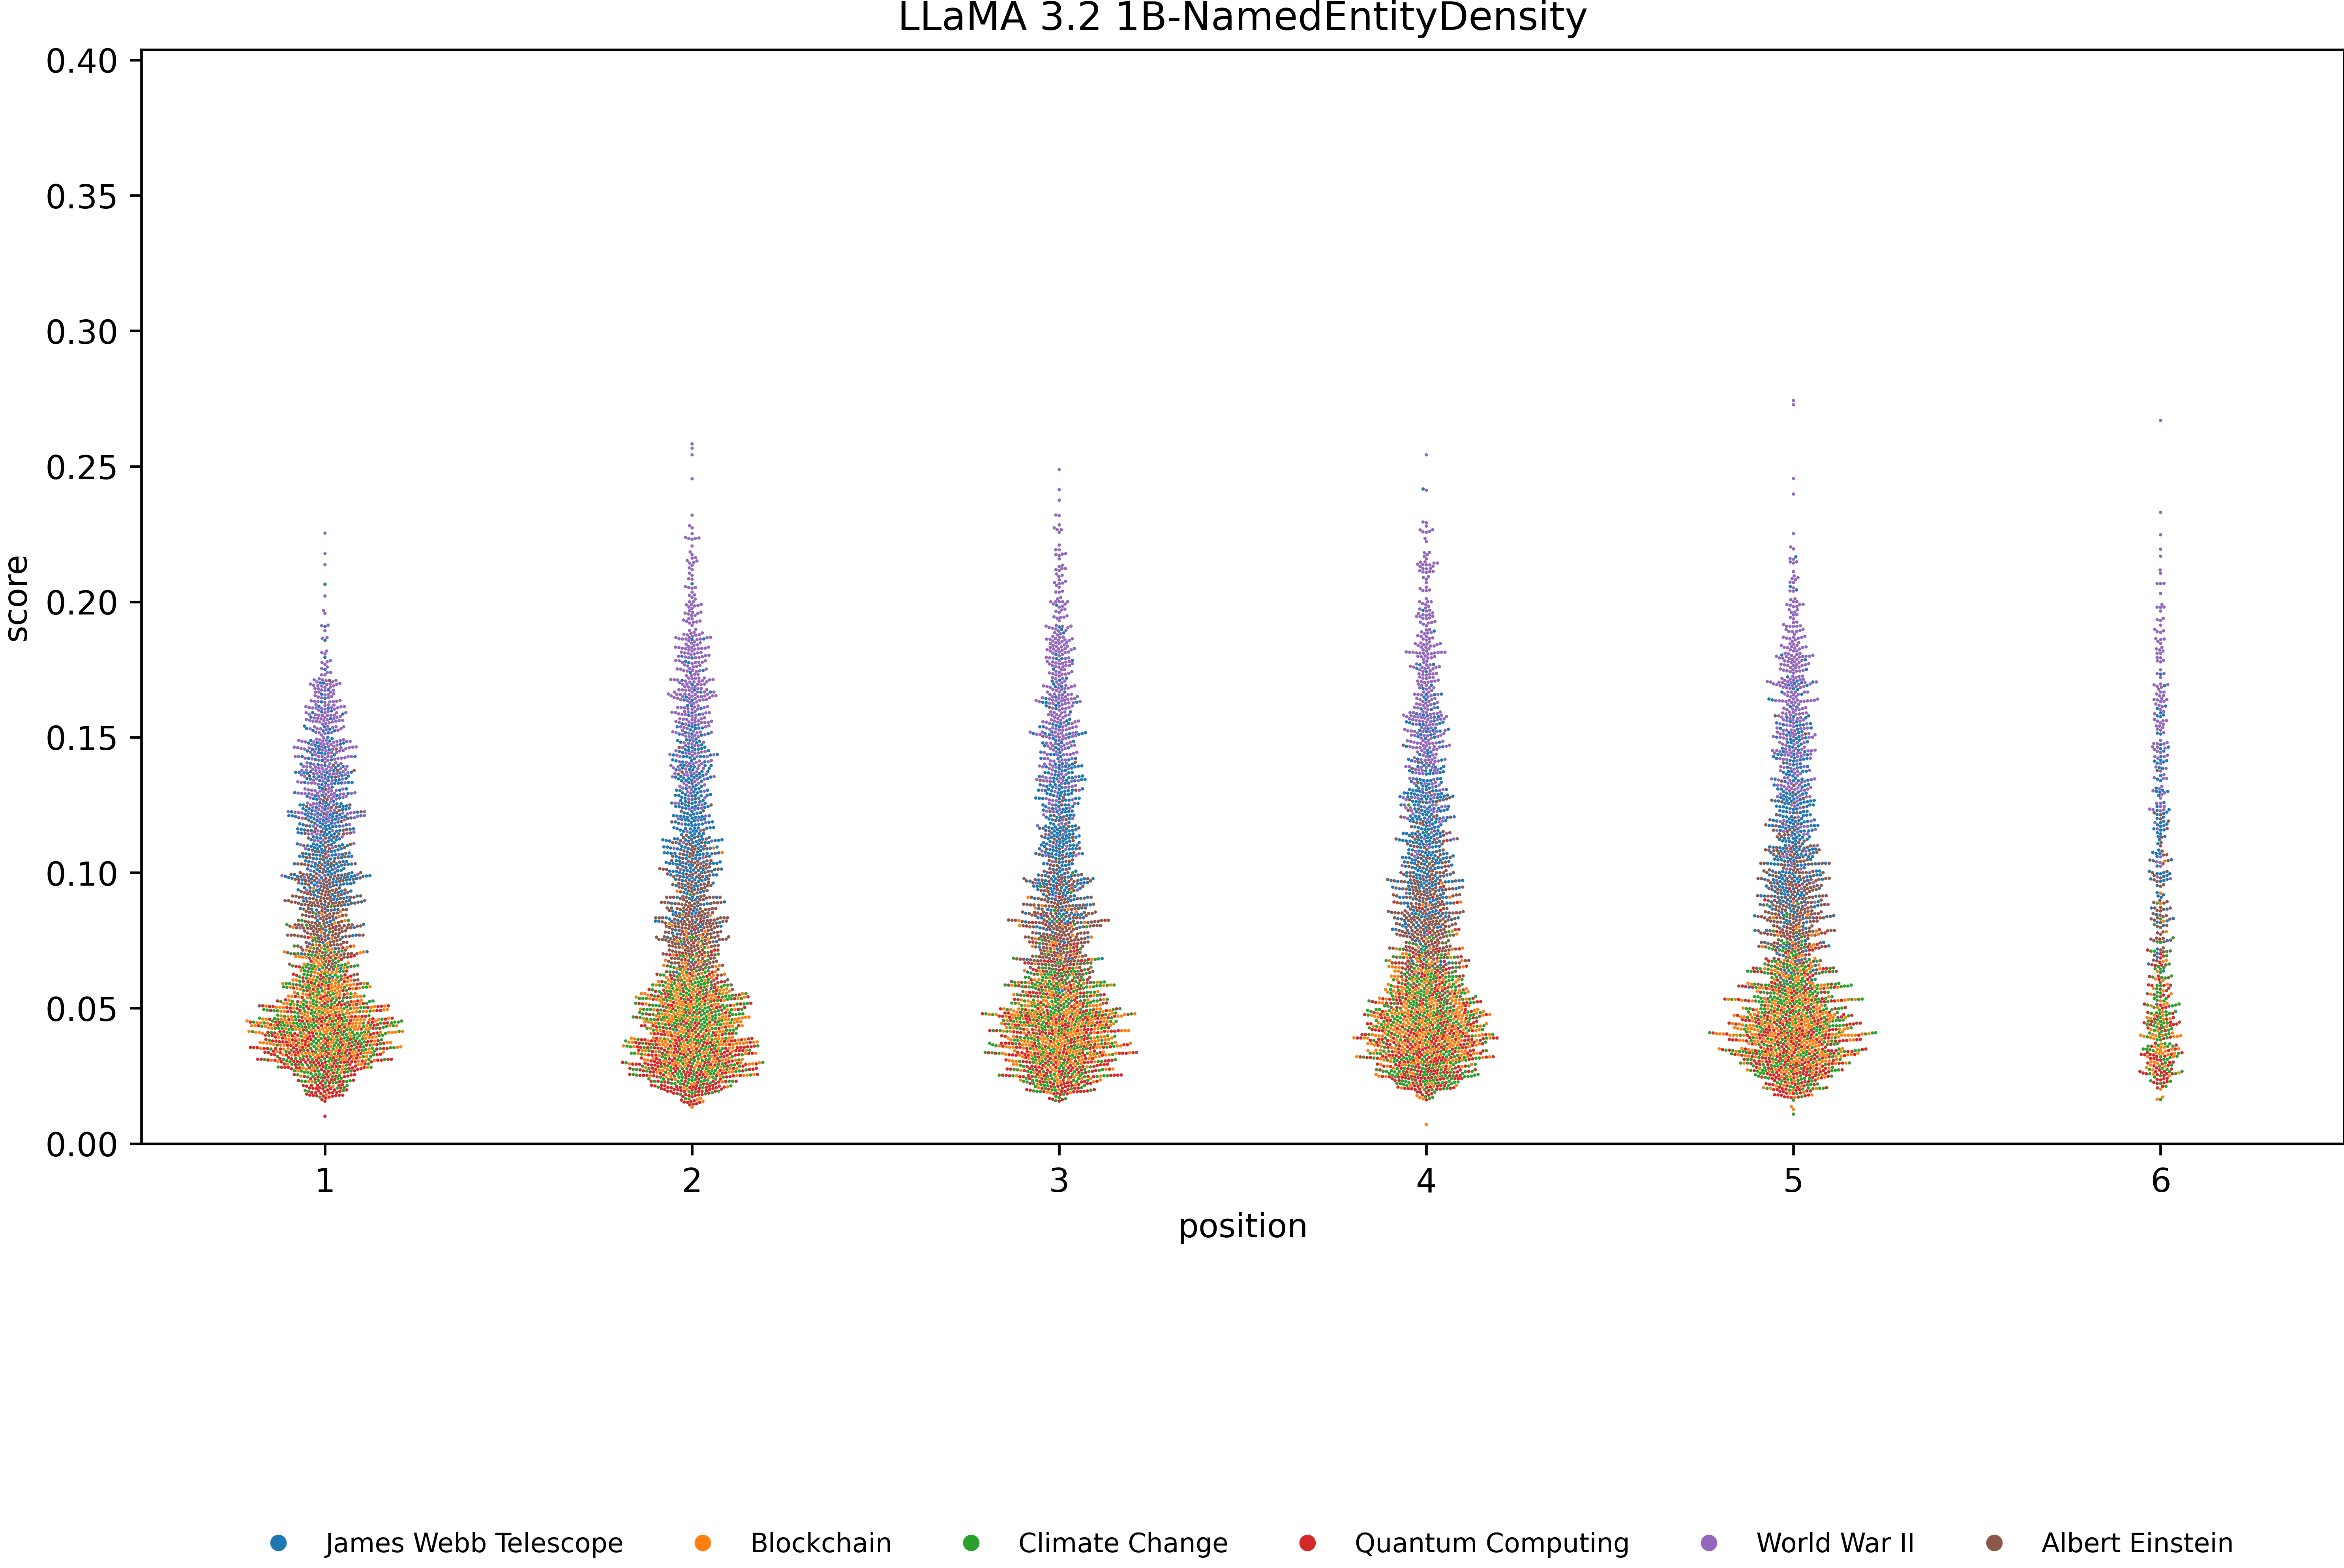 LLaMA 3.2 1B-NamedEntityDensity
0.40
0.35
0.30
0.25
0.20
0.15
0.10
0.05
0.00
score
1 2 3 4 5 6
position
James Webb Telescope Blockchain Climate Change Quantum Computing World War II Albert Einstein